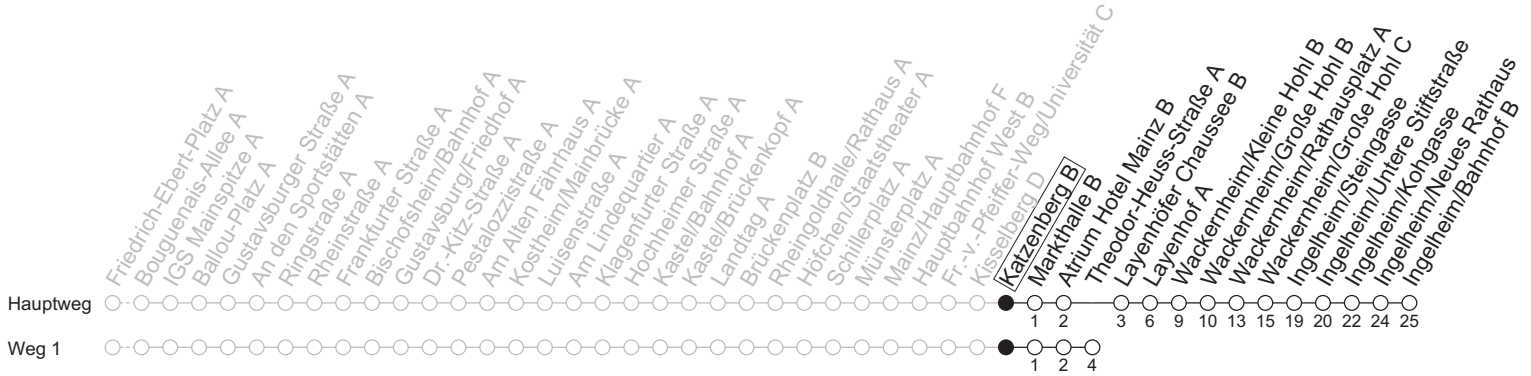 Friedrich-Ebert-Platz A
Bouguenais-Allee A
IGS Mainspitze A
Ballou-Platz A
Gustavsburger Straße A
An den Sportstätten A
Ringstraße A
Rheinstraße A
Frankfurter Straße A
Bischofsheim/Bahnhof A
Gustavsburg/Friedhof A
Dr.-Kitz-Straße A
Pestalozzistraße A
Am Alten Fährhaus A
Kostheim/Mainbrücke A
Luisenstraße A
Am Lindequartier A
Klagenfurter Straße A
Hochheimer Straße A
Kastel/Bahnhof A
Kastel/Brückenkopf A
Landtag A
Brückenplatz B
Rheingoldhalle/Rathaus A
Höfchen/Staatstheater A
Schillerplatz A
Münsterplatz A
Mainz/Hauptbahnhof F
Hauptbahnhof West B
Fr.-v.-Pfeiffer-Weg/Universität C
Kisselberg D
Katzenberg B
Markthalle B
Atrium Hotel Mainz B
Theodor-Heuss-Straße A
Layenhöfer Chaussee B
Layenhof A
Wackernheim/Kleine Hohl B
Wackernheim/Große Hohl B
Wackernheim/Rathausplatz A
Wackernheim/Große Hohl C
Ingelheim/Steingasse
Ingelheim/Untere Stiftstraße
Ingelheim/Rohgasse
Ingelheim/Neues Rathaus
Ingelheim/Bahnhof B
Hauptweg
1 2 3 6 9 10 13 15 19 20 22 24 25
Weg 1
1 2 4